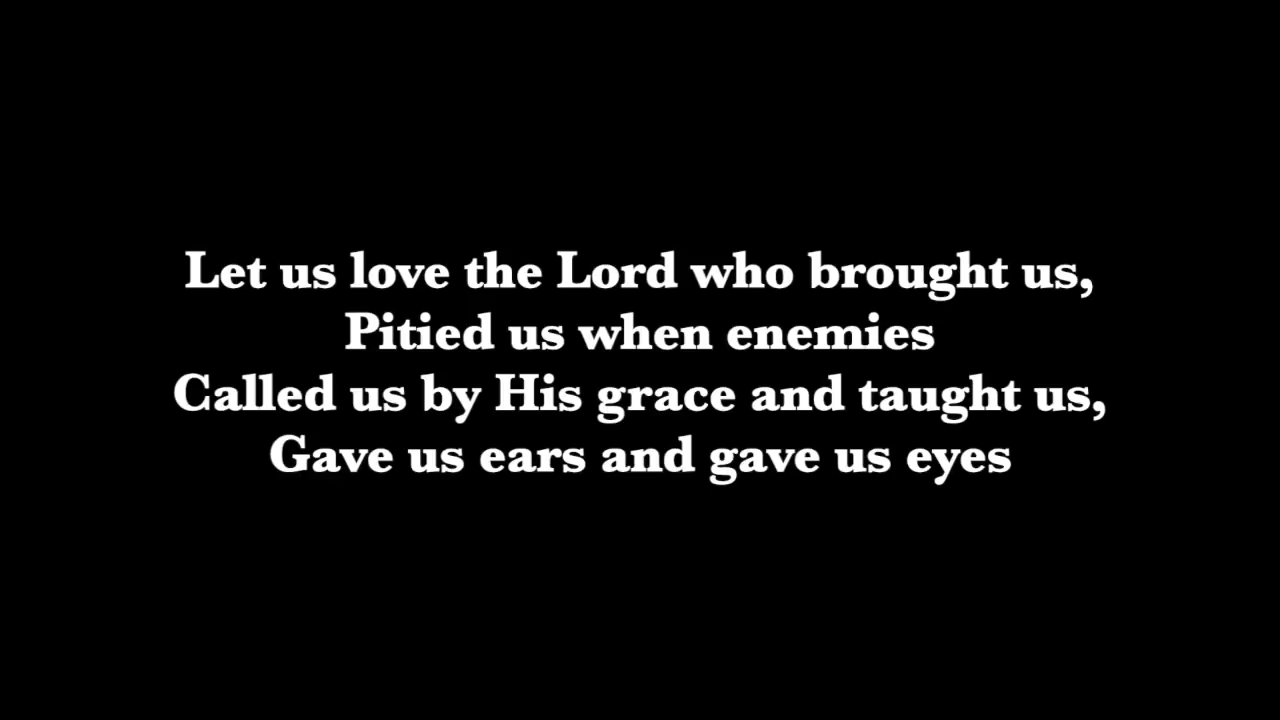 Let us love the Lord who brought us,
Pitied us when enemies
Called us by His grace and taught us,
Gave us ears and gave us eyes